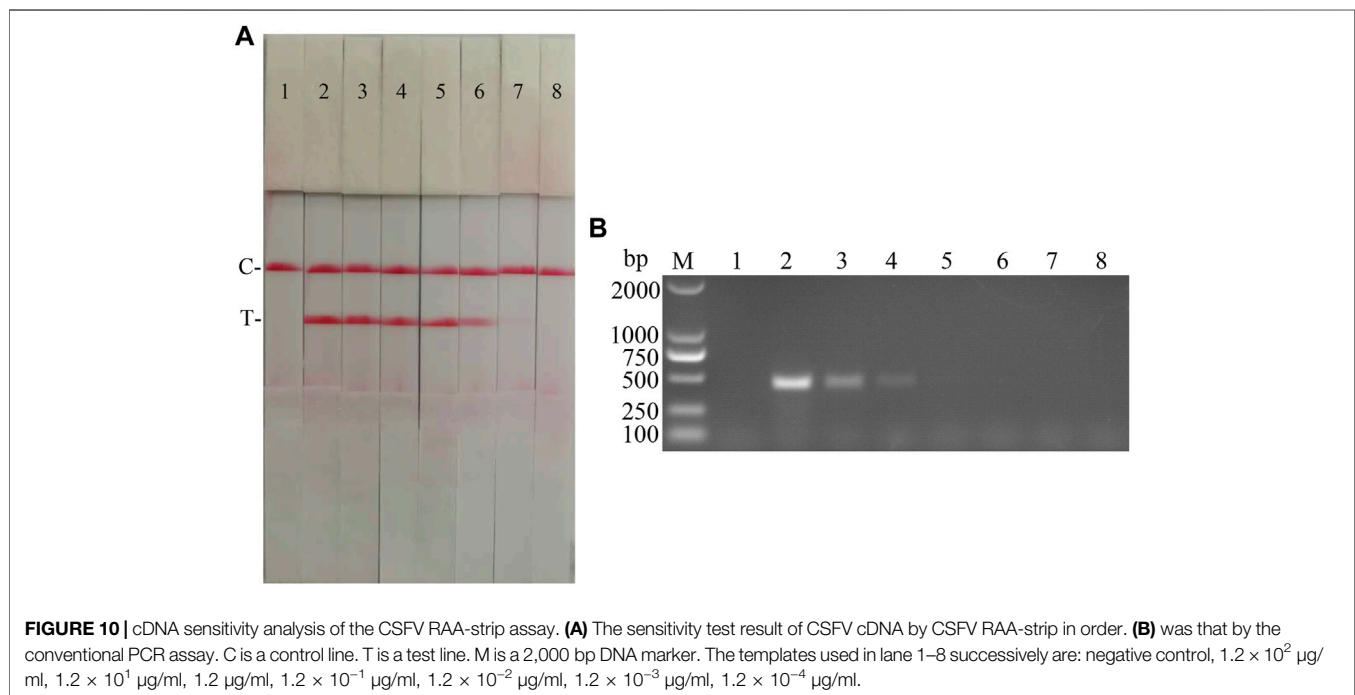 A
1 2 3 4 5 6 7 8
C-
T-
B
bp M 1 2 3 4 5 6 7 8
2000
1000
750
500
250
100
FIGURE 10 | cDNA sensitivity analysis of the CSFV RAA-strip assay. (A) The sensitivity test result of CSFV cDNA by CSFV RAA-strip in order. (B) was that by the
conventional PCR assay. C is a control line. T is a test line. M is a 2,000 bp DNA marker. The templates used in lane 1–8 successively are: negative control, 1.2 × 10² µg/
ml, 1.2 × 10¹ µg/ml, 1.2 µg/ml, 1.2 × 10⁻¹ µg/ml, 1.2 × 10⁻² µg/ml, 1.2 × 10⁻³ µg/ml, 1.2 × 10⁻⁴ µg/ml.